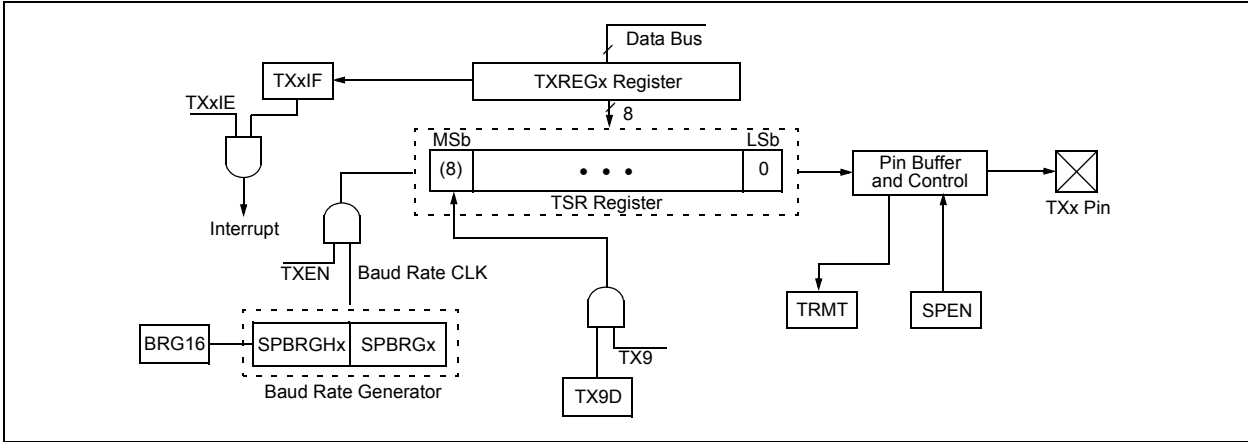 Data Bus
TXxIF
TXREGx Register
TXxIE
8
MSb
LSb
(8)
• • •
0
Pin Buffer
and Control
TSR Register
TXx Pin
Interrupt
TXEN
Baud Rate CLK
TRMT
SPEN
BRG16
SPBRGHx
SPBRGx
TX9
Baud Rate Generator
TX9D